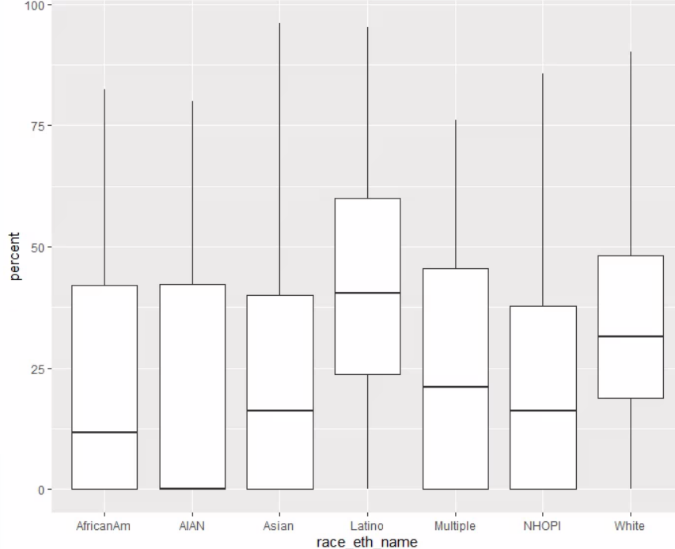 100
75
50
25
0
percent
AfricanAm AIAN Asian Latino Multiple NHOPI White
race_eth_name